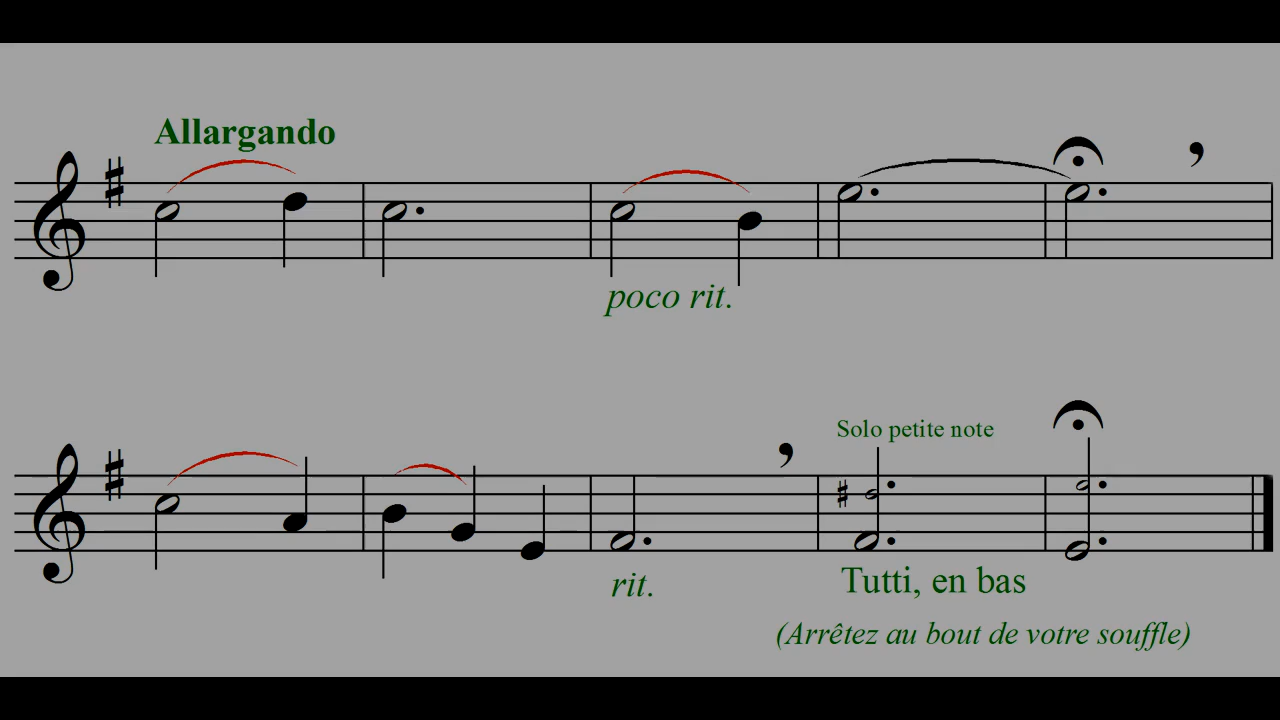 Allargando
poco rit.
Solo petite note
rit.
Tutti, en bas
(Arrêtez au bout de votre souffle)